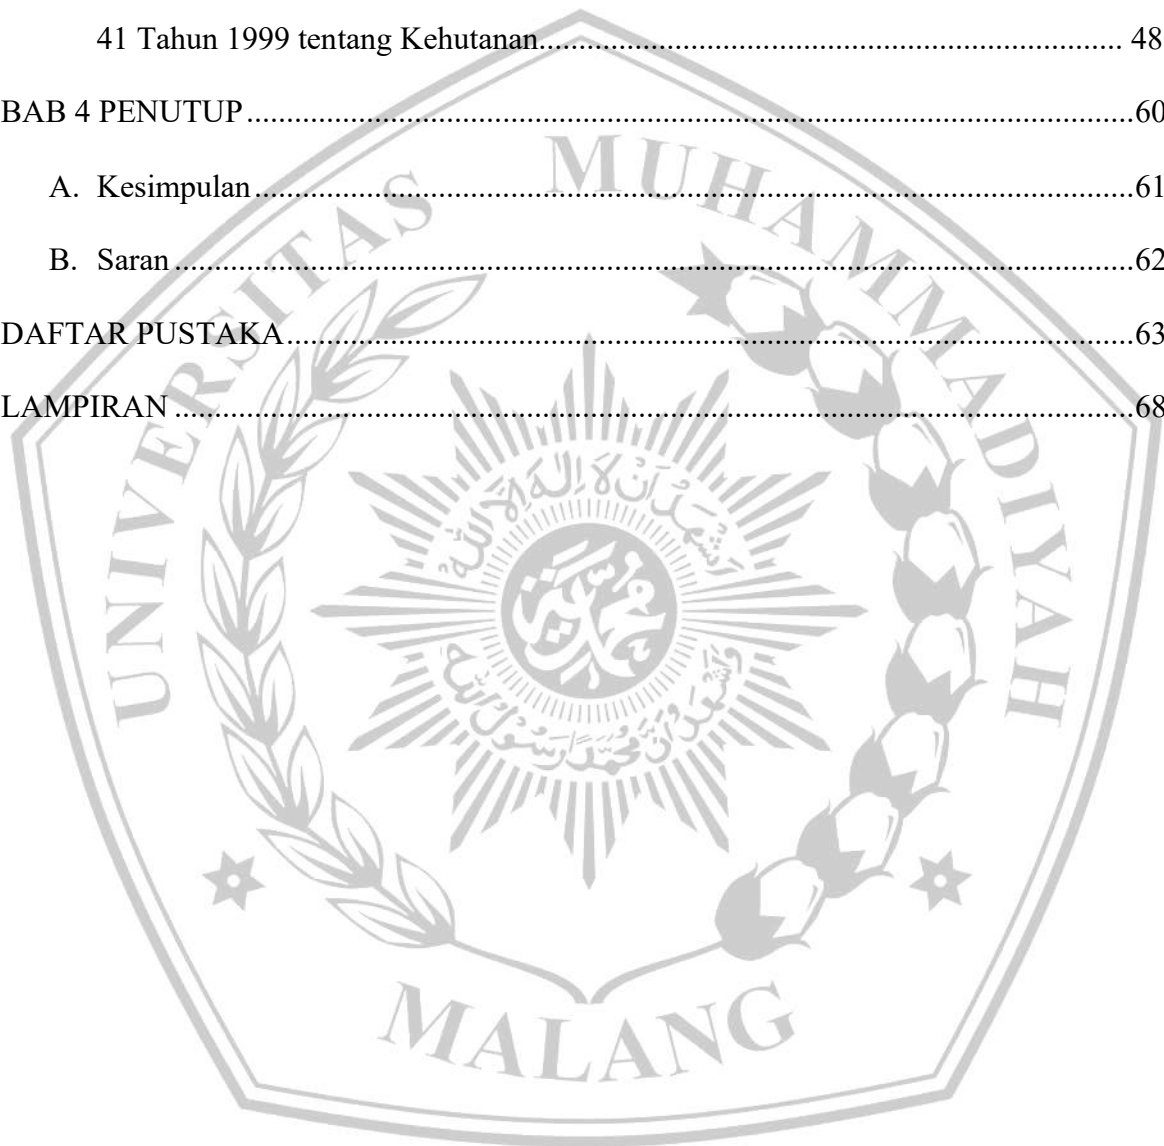 41 Tahun 1999 tentang Kehutanan........................................................................ 48
BAB 4 PENUTUP...............................................................................................................60
A. Kesimpulan..............................................................................................................61
B. Saran........................................................................................................................62
DAFTAR PUSTAKA.........................................................................................................63
LAMPIRAN.......................................................................................................................68
UNIVERSITAS MUHAMMADIYAH
MALANG